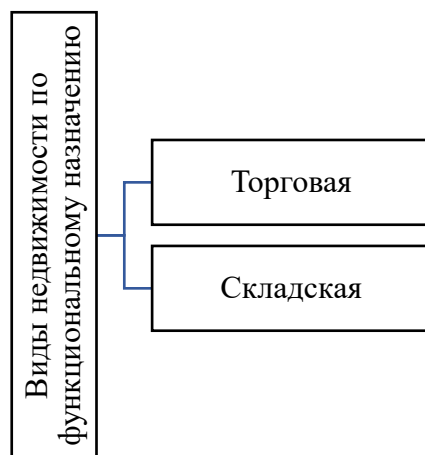 Виды недвижимости по
функциональному назначению
Торговая
Складская